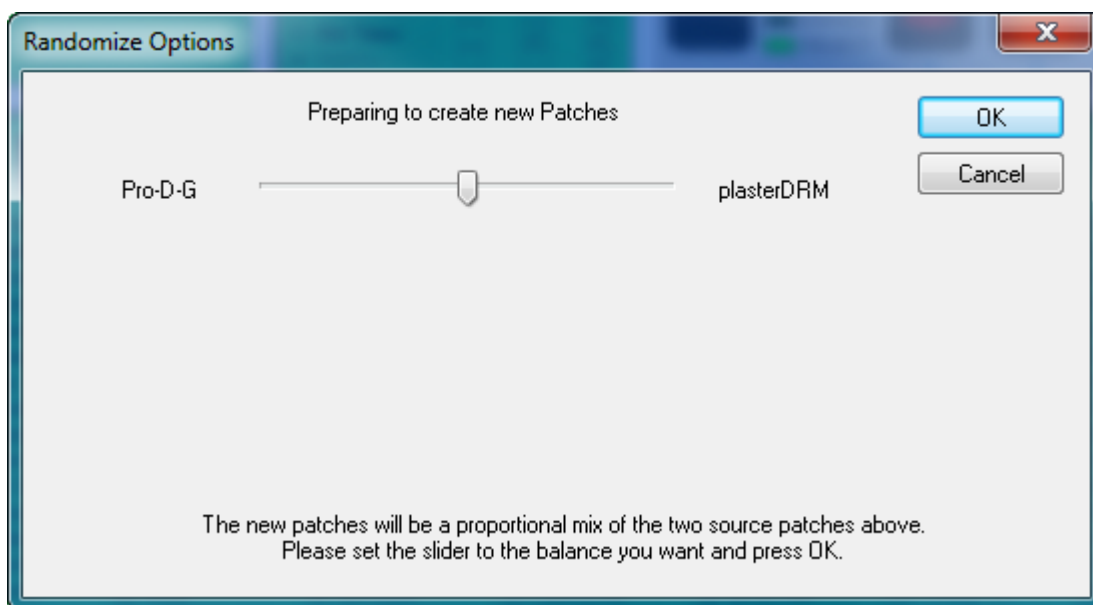 Randomize Options
Preparing to create new Patches
OK
Pro-D-G
plasterDRM
Cancel
The new patches will be a proportional mix of the two source patches above.
Please set the slider to the balance you want and press OK.